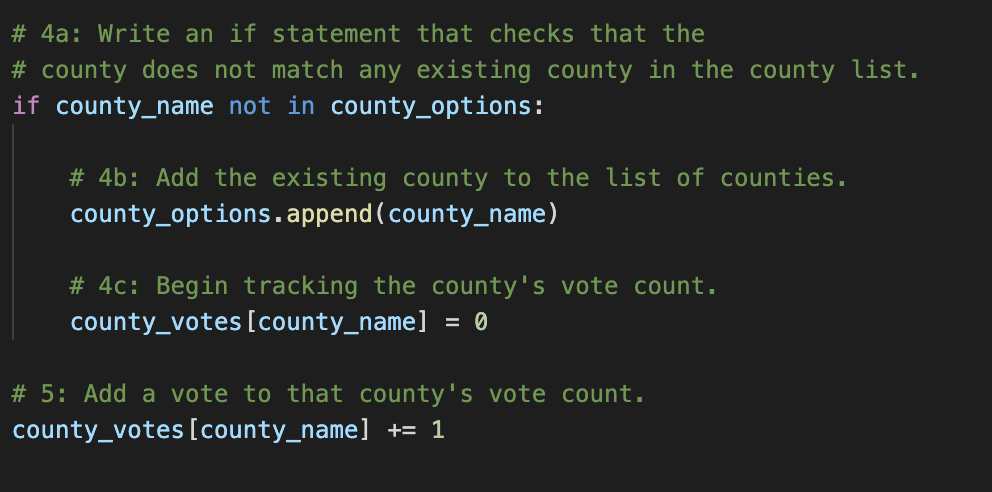 # 4a: Write an if statement that checks that the
# county does not match any existing county in the county list.
if county_name not in county_options:
# 4b: Add the existing county to the list of counties.
county_options.append(county_name)
# 4c: Begin tracking the county's vote count.
county_votes[county_name] = 0
# 5: Add a vote to that county's vote count.
county_votes[county_name] += 1